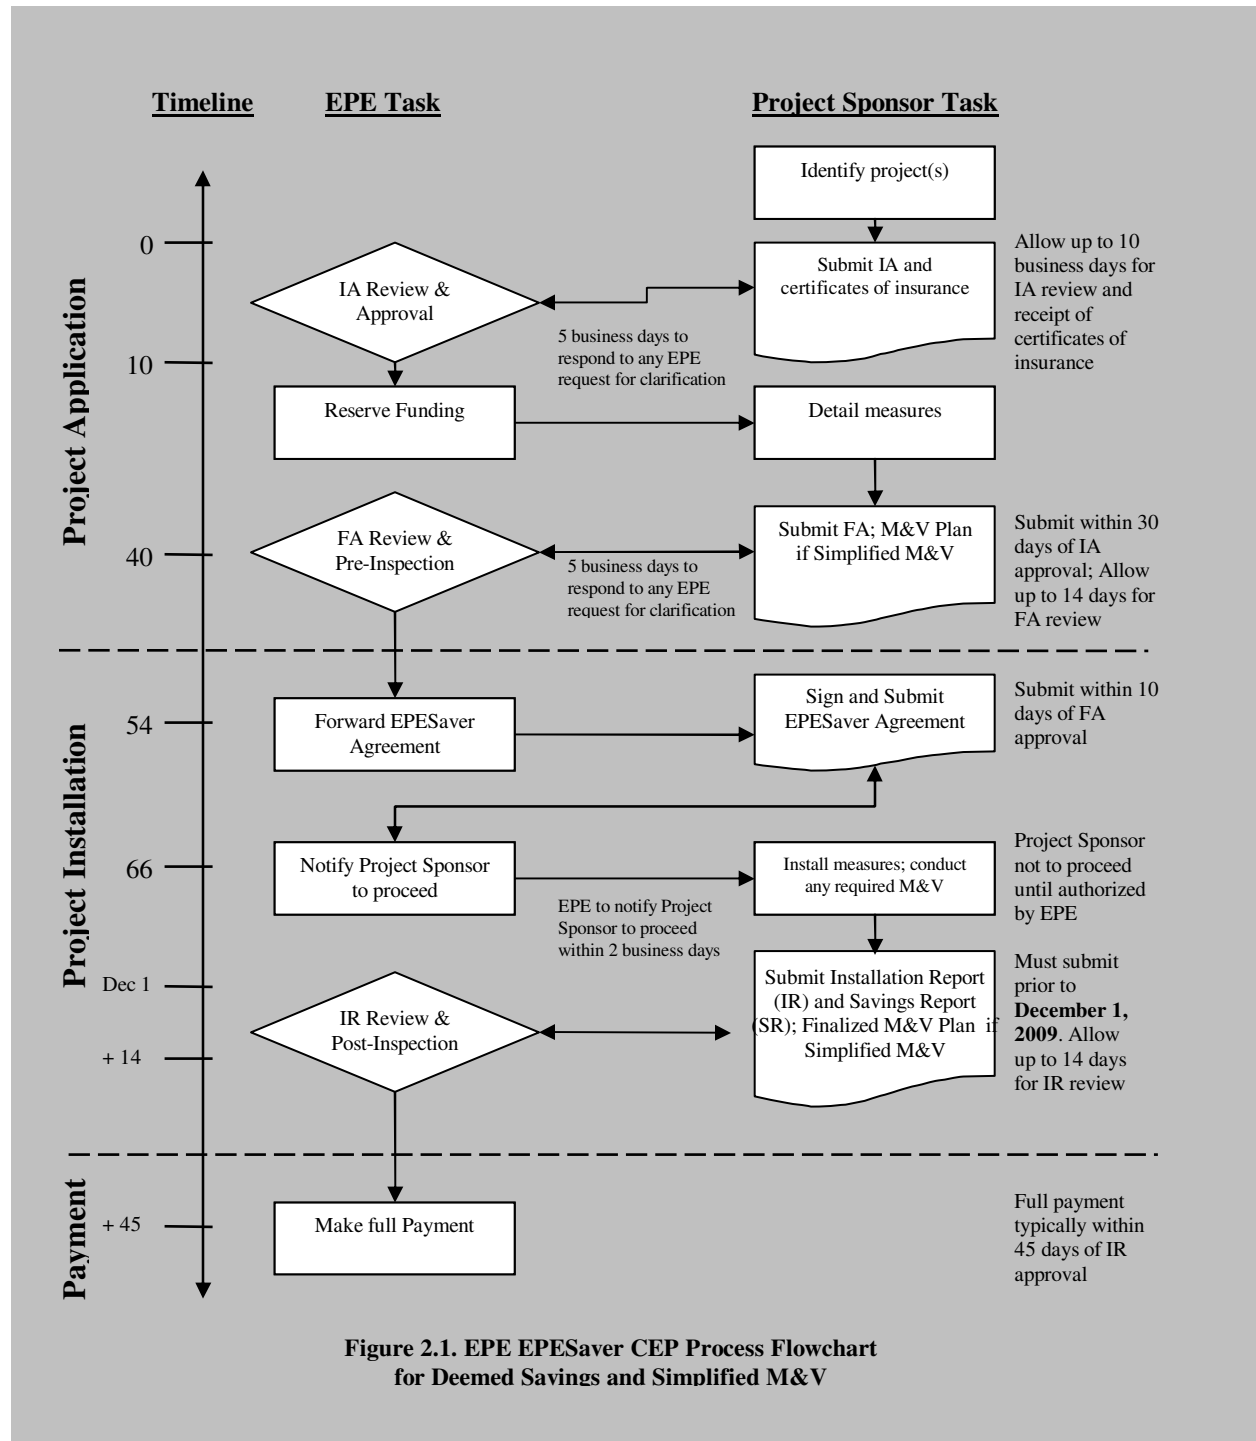 Timeline
EPE Task
Project Sponsor Task
Identify project(s)
0
IA Review &
Approval
Submit IA and
certificates of insurance
Allow up to 10
business days for
IA review and
receipt of
certificates of
insurance
5 business days to
respond to any EPE
request for clarification
Project Application
10
Reserve Funding
Detail measures
40
FA Review &
Pre-Inspection
5 business days to
respond to any EPE
request for clarification
Submit FA; M&V Plan
if Simplified M&V
Submit within 30
days of IA
approval; Allow
up to 14 days for
FA review
Project Installation
54
Forward EPESaver
Agreement
Sign and Submit
EPESaver Agreement
Submit within 10
days of FA
approval
66
Notify Project Sponsor
to proceed
EPE to notify Project
Sponsor to proceed
within 2 business days
Install measures; conduct
any required M&V
Project Sponsor
not to proceed
until authorized
by EPE
Dec 1
+ 14
IR Review &
Post-Inspection
Submit Installation Report
(IR) and Savings Report
(SR); Finalized M&V Plan if
Simplified M&V
Must submit
prior to
December 1,
2009. Allow
up to 14 days
for IR review
Payment
+ 45
Make full Payment
Full payment
typically within
45 days of IR
approval
Figure 2.1. EPE EPESaver CEP Process Flowchart
for Deemed Savings and Simplified M&V